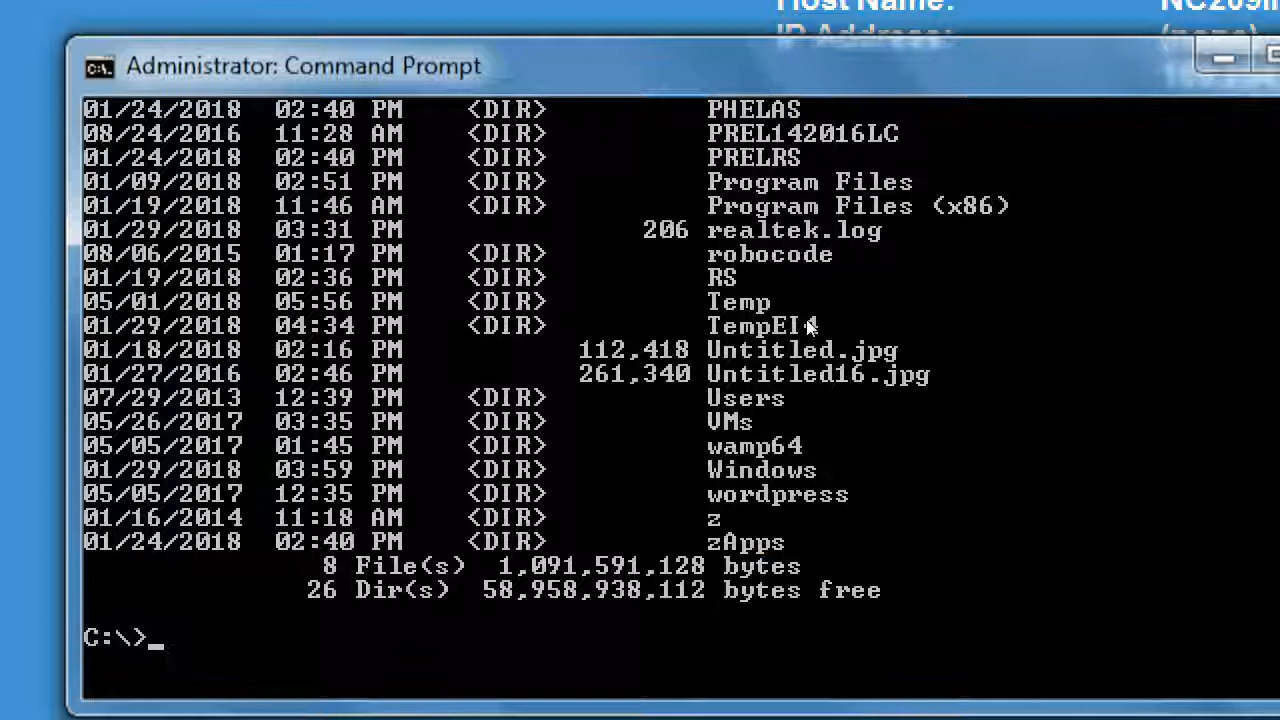 Host Name:
IP Address:
(none)
Administrator: Command Prompt
01/24/2018 02:40 PM <DIR> PHELAS
08/24/2016 11:28 AM <DIR> PREL142016LC
01/24/2018 02:40 PM <DIR> PRELRS
01/09/2018 02:51 PM <DIR> Program Files
01/19/2018 11:46 AM <DIR> Program Files (x86)
01/29/2018 03:31 PM 206 realtek.log
08/06/2015 01:17 PM <DIR> robocode
01/19/2018 02:36 PM <DIR> RS
05/01/2018 05:56 PM <DIR> Temp
01/29/2018 04:34 PM <DIR>
01/18/2018 02:16 PM 112,418 Untitled.jpg
01/27/2016 02:46 PM 261,340 Untitled16.jpg
07/29/2013 12:39 PM <DIR> Users
05/26/2017 03:35 PM <DIR> VMs
05/05/2017 01:45 PM <DIR> wamp64
01/29/2018 03:59 PM <DIR> Windows
05/05/2017 12:35 PM <DIR> wordpress
01/16/2014 11:18 AM <DIR> z
01/24/2018 02:40 PM <DIR> zApps
8 File(s) 1,091,591,128 bytes
26 Dir(s) 58,958,938,112 bytes free
C:\>_